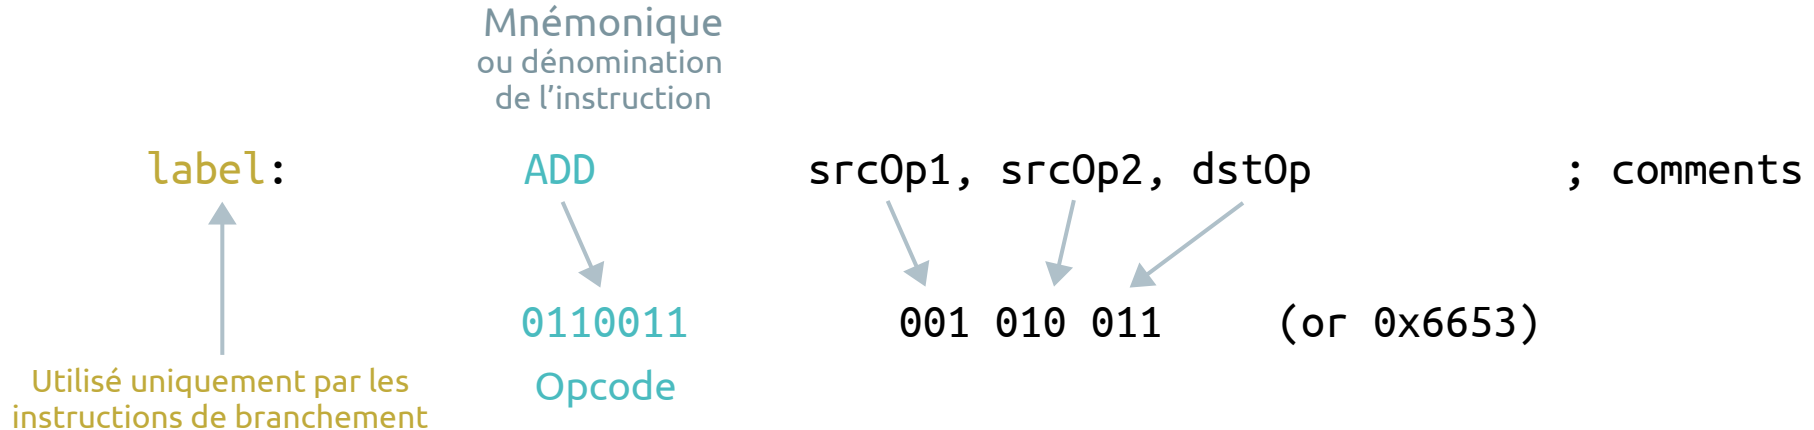 Mnémonique
ou dénomination
de l’instruction
label: ADD srcOp1, srcOp2, dstOp ; comments
0110011 001 010 011 (or 0x6653)
Opcode
Utilisé uniquement par les
instructions de branchement